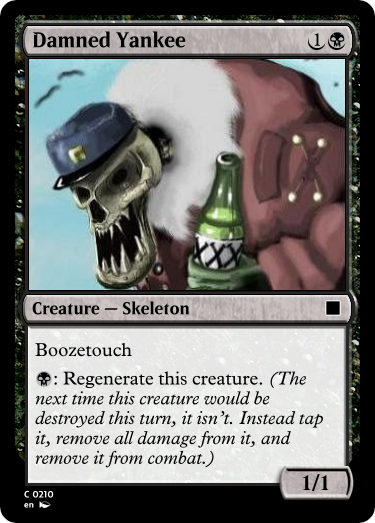 Damned Yankee 1
Creature — Skeleton
Boozetouch
: Regenerate this creature. (The
next time this creature would be
destroyed this turn, it isn't. Instead tap
it, remove all damage from it, and
remove it from combat.)
1/1
C 0210
en